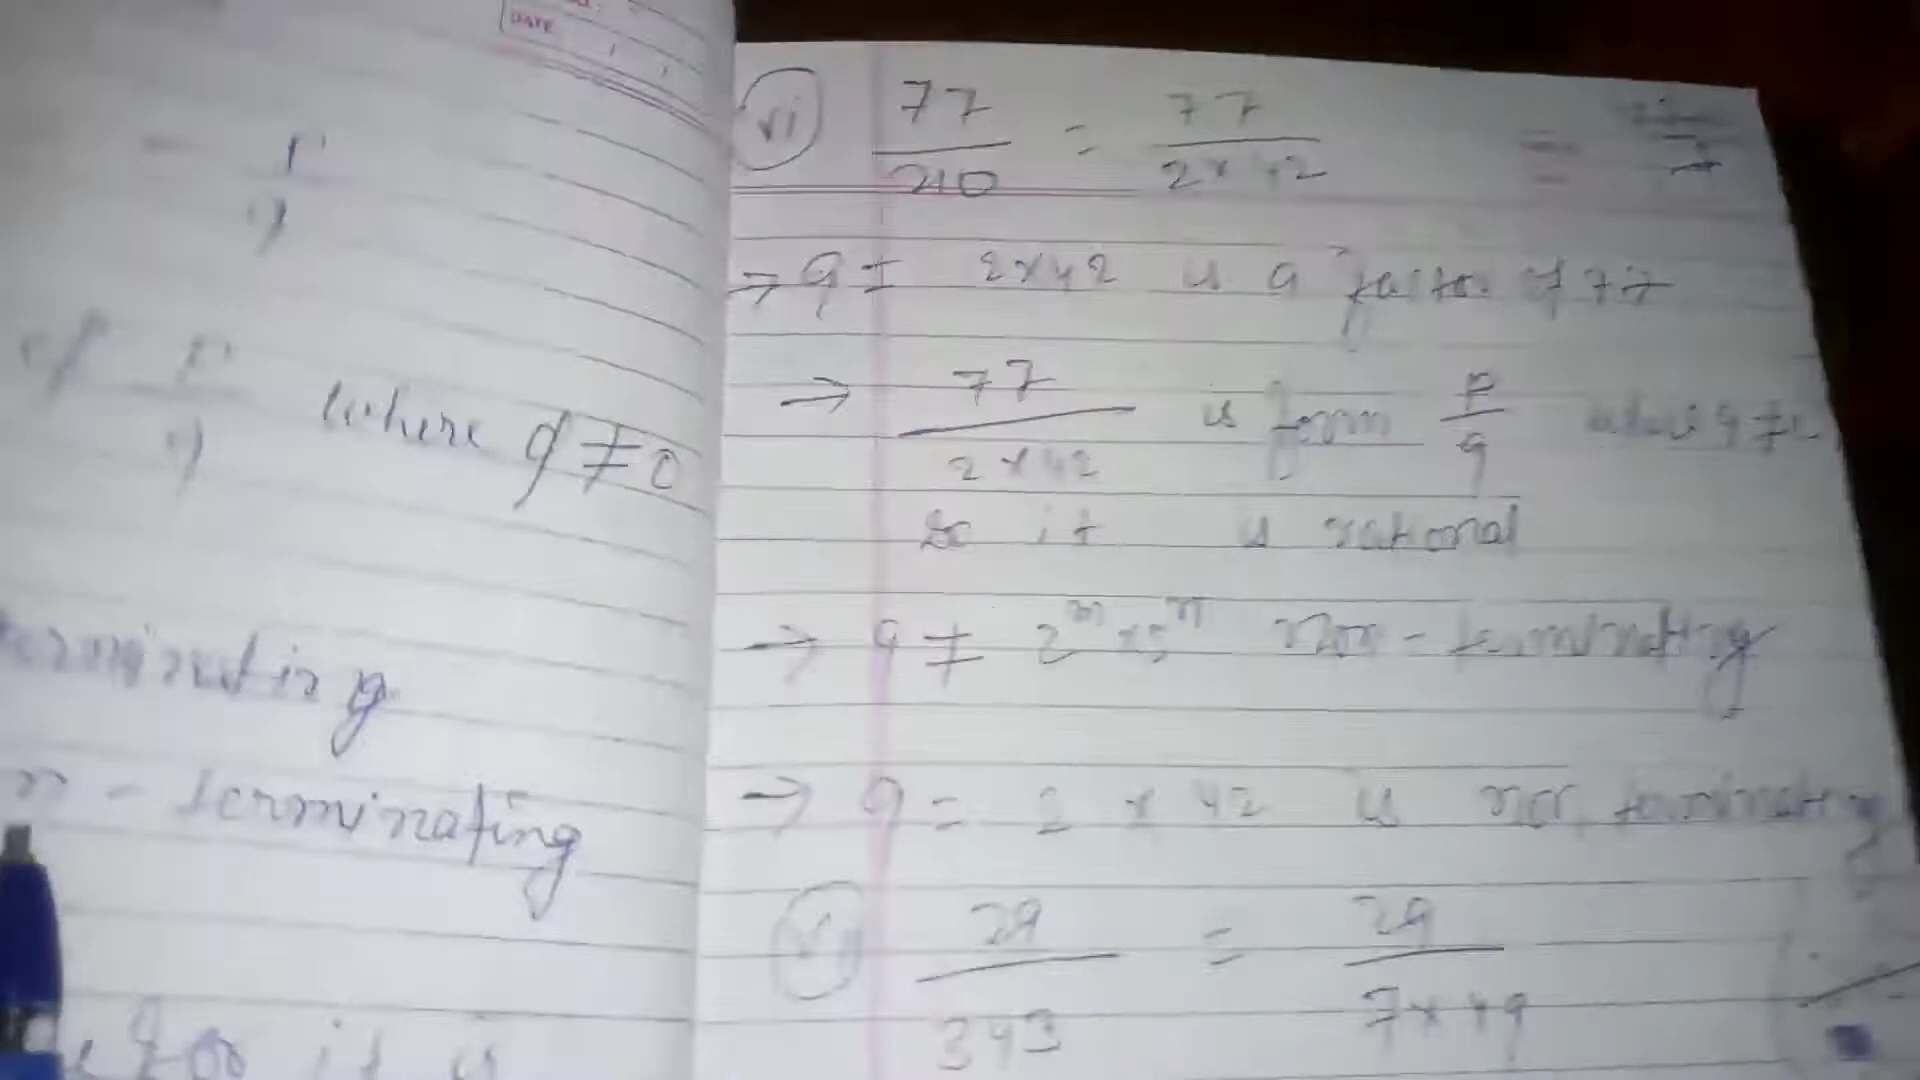 DATE
where q ≠ 0
terminating
- terminating
it is
vi 77/210 = 77/2×42 =
⇒ q ≠ 2×42 is a factor of 77
→ 77/2×42 is form P/q where q ≠
So it is rational
→ q ≠ 2^m × 5^n non-terminating
→ q = 2 × 42 is non terminating
29/343 = 29/7×49